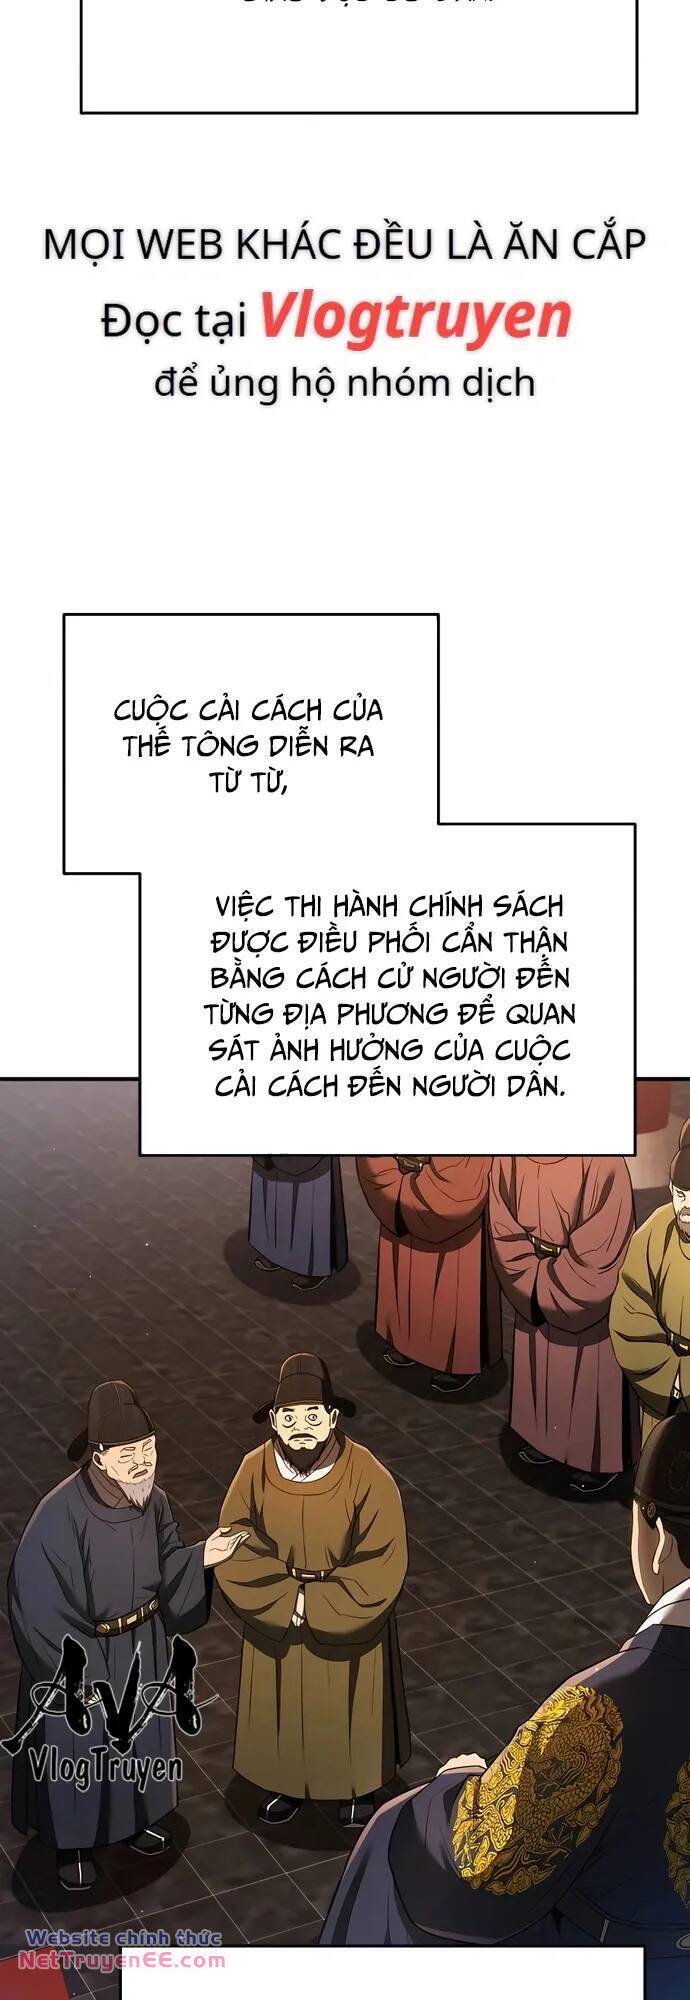 MỌI WEB KHÁC ĐỀU LÀ ĂN CẮP
Đọc tại Vlogtruyen
để ủng hộ nhóm dịch
CUỘC CẢI CÁCH CỦA
THẾ TÔNG DIỄN RA
TỪ TỪ,
VIỆC THI HÀNH CHÍNH SÁCH
ĐƯỢC ĐIỀU PHỐI CẨN THẬN
BẰNG CÁCH CỬ NGƯỜI ĐẾN
TỪNG ĐỊA PHƯƠNG ĐỂ QUAN
SÁT ẢNH HƯỞNG CỦA CUỘC
CẢI CÁCH ĐẾN NGƯỜI DÂN.
AVA
VlogTruyen
Website chính thức
NetTruyenEE.com